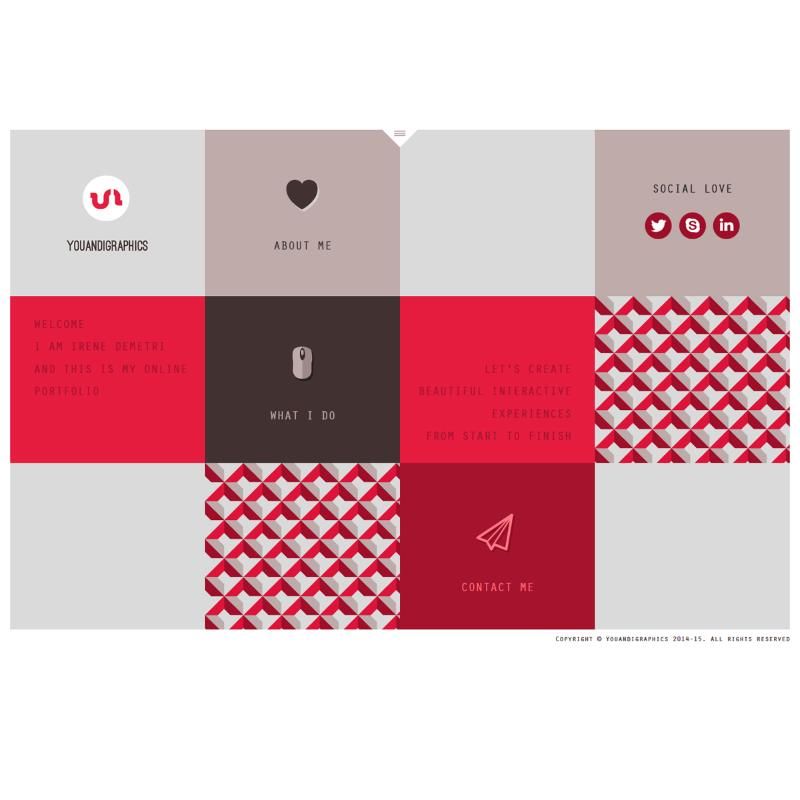 YOUANDIGRAPHICS
ABOUT ME
SOCIAL LOVE
in
WELCOME
I AM IRENE DEMETRI
AND THIS IS MY ONLINE
PORTFOLIO
WHAT I DO
LET'S CREATE
BEAUTIFUL INTERACTIVE
EXPERIENCES
FROM START TO FINISH
CONTACT ME
COPYRIGHT © YOUANDIGRAPHICS 2014-15. ALL RIGHTS RESERVED